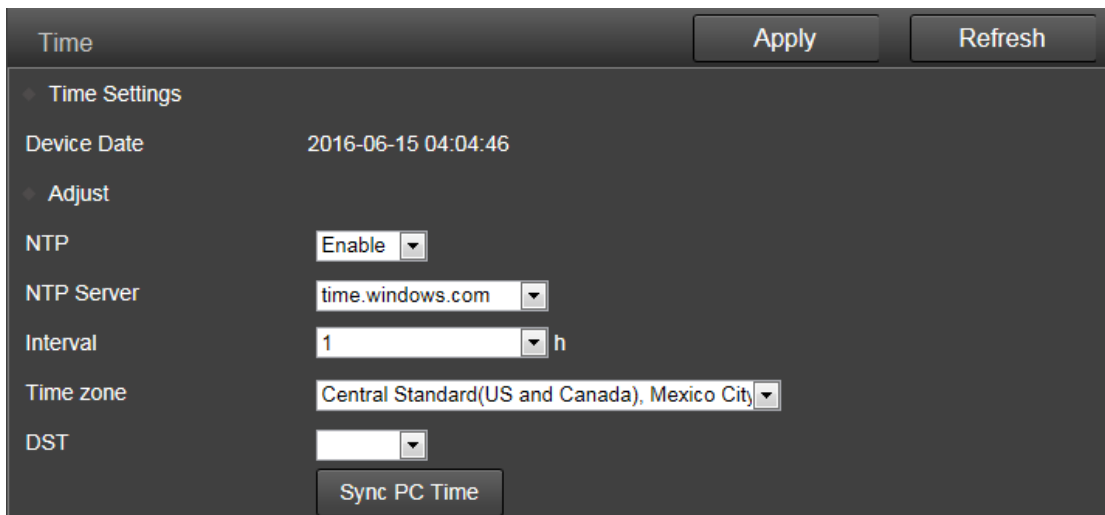 Time Apply Refresh
Time Settings
Device Date 2016-06-15 04:04:46
Adjust
NTP Enable
NTP Server time.windows.com
Interval 1 h
Time zone Central Standard(US and Canada), Mexico City
DST
Sync PC Time